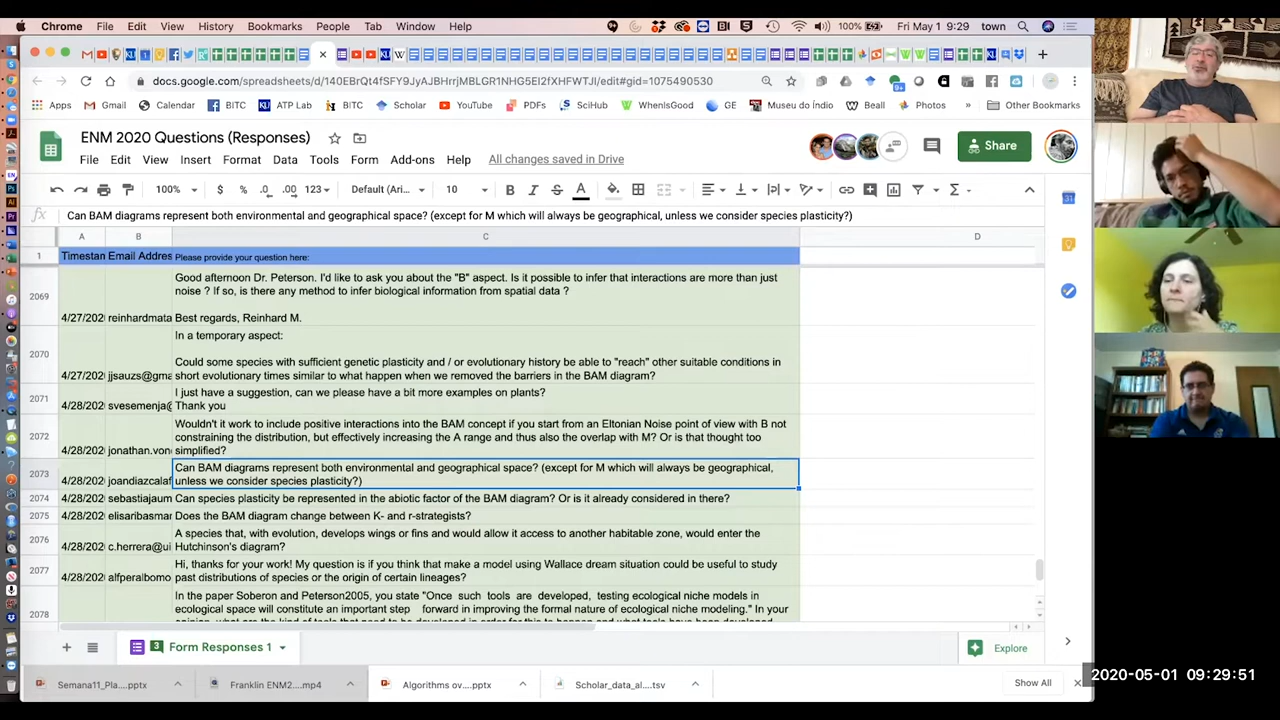 Chrome File Edit View History Bookmarks People Tab Window Help 100% Fri May 1 9:29 town
docs.google.com/spreadsheets/d/140EBrQt4fSFY9JyAJBHrrjMBLGRtNHG5EI2fXHFWTJI/edit#gid=1075490530
Apps Gmail Calendar BITC ATP Lab BITC Scholar YouTube PDFs SciHub WhenIsGood GE Museu do Índio Beall Photos » Other Bookmarks
ENM 2020 Questions (Responses)
Share
File Edit View Insert Format Data Tools Form Add-ons Help All changes saved in Drive
100% $ % .0 .00 123 Default (Ari... 10 B I S A
fx Can BAM diagrams represent both environmental and geographical space? (except for M which will always be geographical, unless we consider species plasticity?)
A B C D
1 Timestan Email Addres Please provide your question here:
Good afternoon Dr. Peterson. I'd like to ask you about the "B" aspect. Is it possible to infer that interactions are more than just
2069 noise ? If so, is there any method to infer biological information from spatial data ?
4/27/202 reinhardmata Best regards, Reinhard M.
In a temporary aspect:
2070
Could some species with sufficient genetic plasticity and / or evolutionary history be able to "reach" other suitable conditions in
4/27/202 jjsauzs@gma short evolutionary times similar to what happen when we removed the barriers in the BAM diagram?
2071 I just have a suggestion, can we please have a bit more examples on plants?
4/28/202 svesemenja@ Thank you
Wouldn't it work to include positive interactions into the BAM concept if you start from an Eltonian Noise point of view with B not
2072 constraining the distribution, but effectively increasing the A range and thus also the overlap with M? Or is that thought too
4/28/202 jonathan.von simplified?
2073 Can BAM diagrams represent both environmental and geographical space? (except for M which will always be geographical,
4/28/202 joandiazcalaf unless we consider species plasticity?)
2074 4/28/202 sebastiajaum Can species plasticity be represented in the abiotic factor of the BAM diagram? Or is it already considered in there?
2075 4/28/202 elisaribasmar Does the BAM diagram change between K- and r-strategists?
2076 A species that, with evolution, develops wings or fins and would allow it access to another habitable zone, would enter the
4/28/202 c.herrera@ui Hutchinson's diagram?
2077 Hi, thanks for your work! My question is if you think that make a model using Wallace dream situation could be useful to study
4/28/202 alfperalbomo past distributions of species or the origin of certain lineages?
In the paper Soberon and Peterson2005, you state "Once such tools are developed, testing ecological niche models in
2078 ecological space will constitute an important step forward in improving the formal nature of ecological niche modeling." In your
3 Form Responses 1
Explore
Semana11_Pla....pptx Franklin ENM2....mp4 Algorithms ov....pptx Scholar_data_al....tsv Show All
2020-05-01 09:29:51